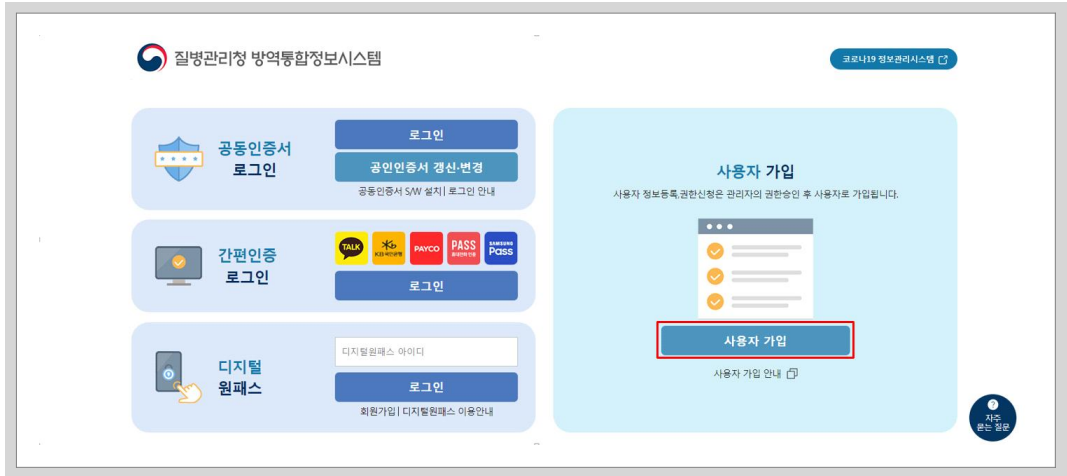 질병관리청 방역통합정보시스템
코로나19 정보관리시스템
공동인증서
로그인
로그인
공인인증서 갱신·변경
공동인증서 S/W 설치| 로그인 안내
간편인증
로그인
TALK
KB국민은행
PAYCO
PASS
휴대폰인증
SAMSUNG
Pass
로그인
디지털
원패스
디지털원패스 아이디
로그인
회원가입| 디지털원패스 이용안내
사용자 가입
사용자 정보등록,권한신청은 관리자의 권한승인 후 사용자로 가입됩니다.
사용자 가입
사용자 가입 안내
?
자주
묻는 질문